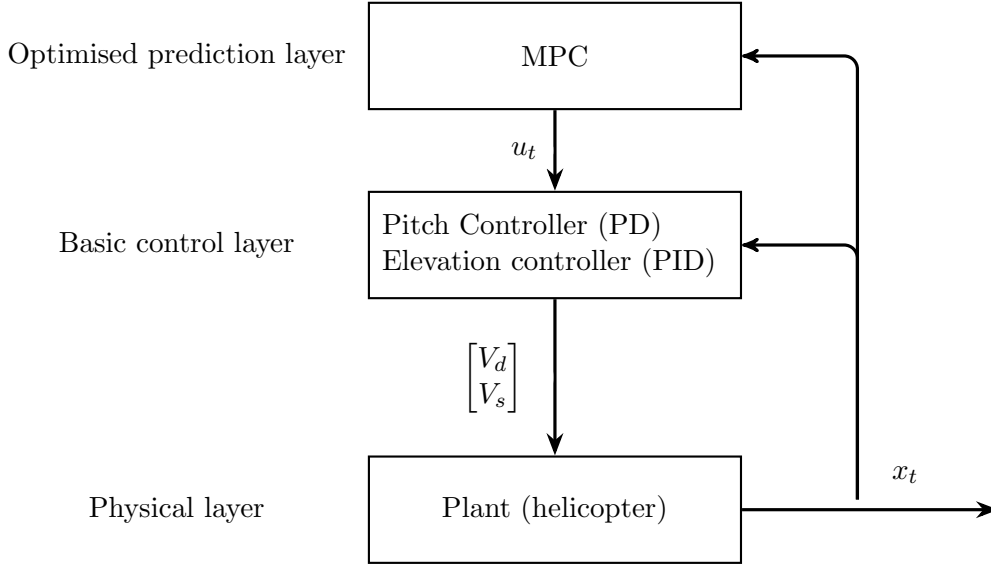 Optimised prediction layer
MPC
u_t
Basic control layer
Pitch Controller (PD)
Elevation controller (PID)
V_d
V_s
x_t
Physical layer
Plant (helicopter)